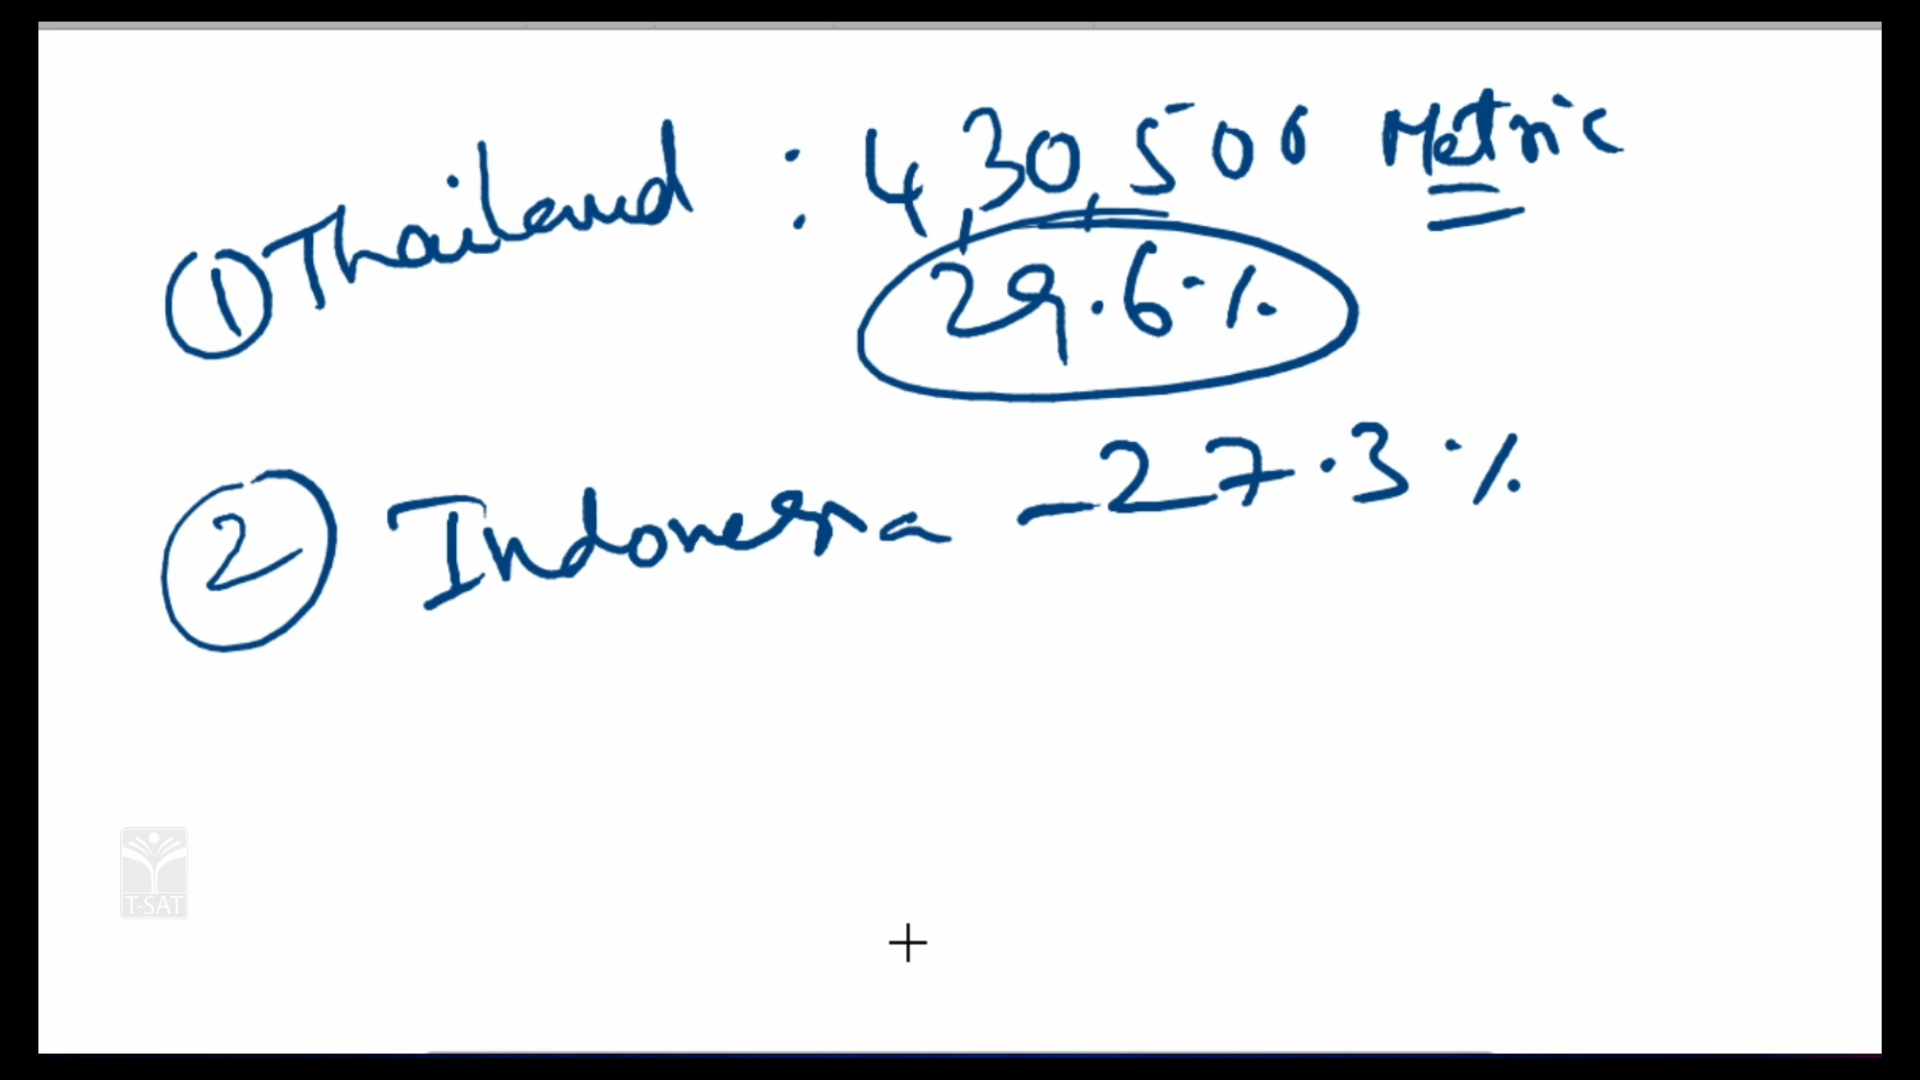 ① Thailand : 4,30,500 Metric
29.6%
② Indonesia - 27.3%
T-SAT